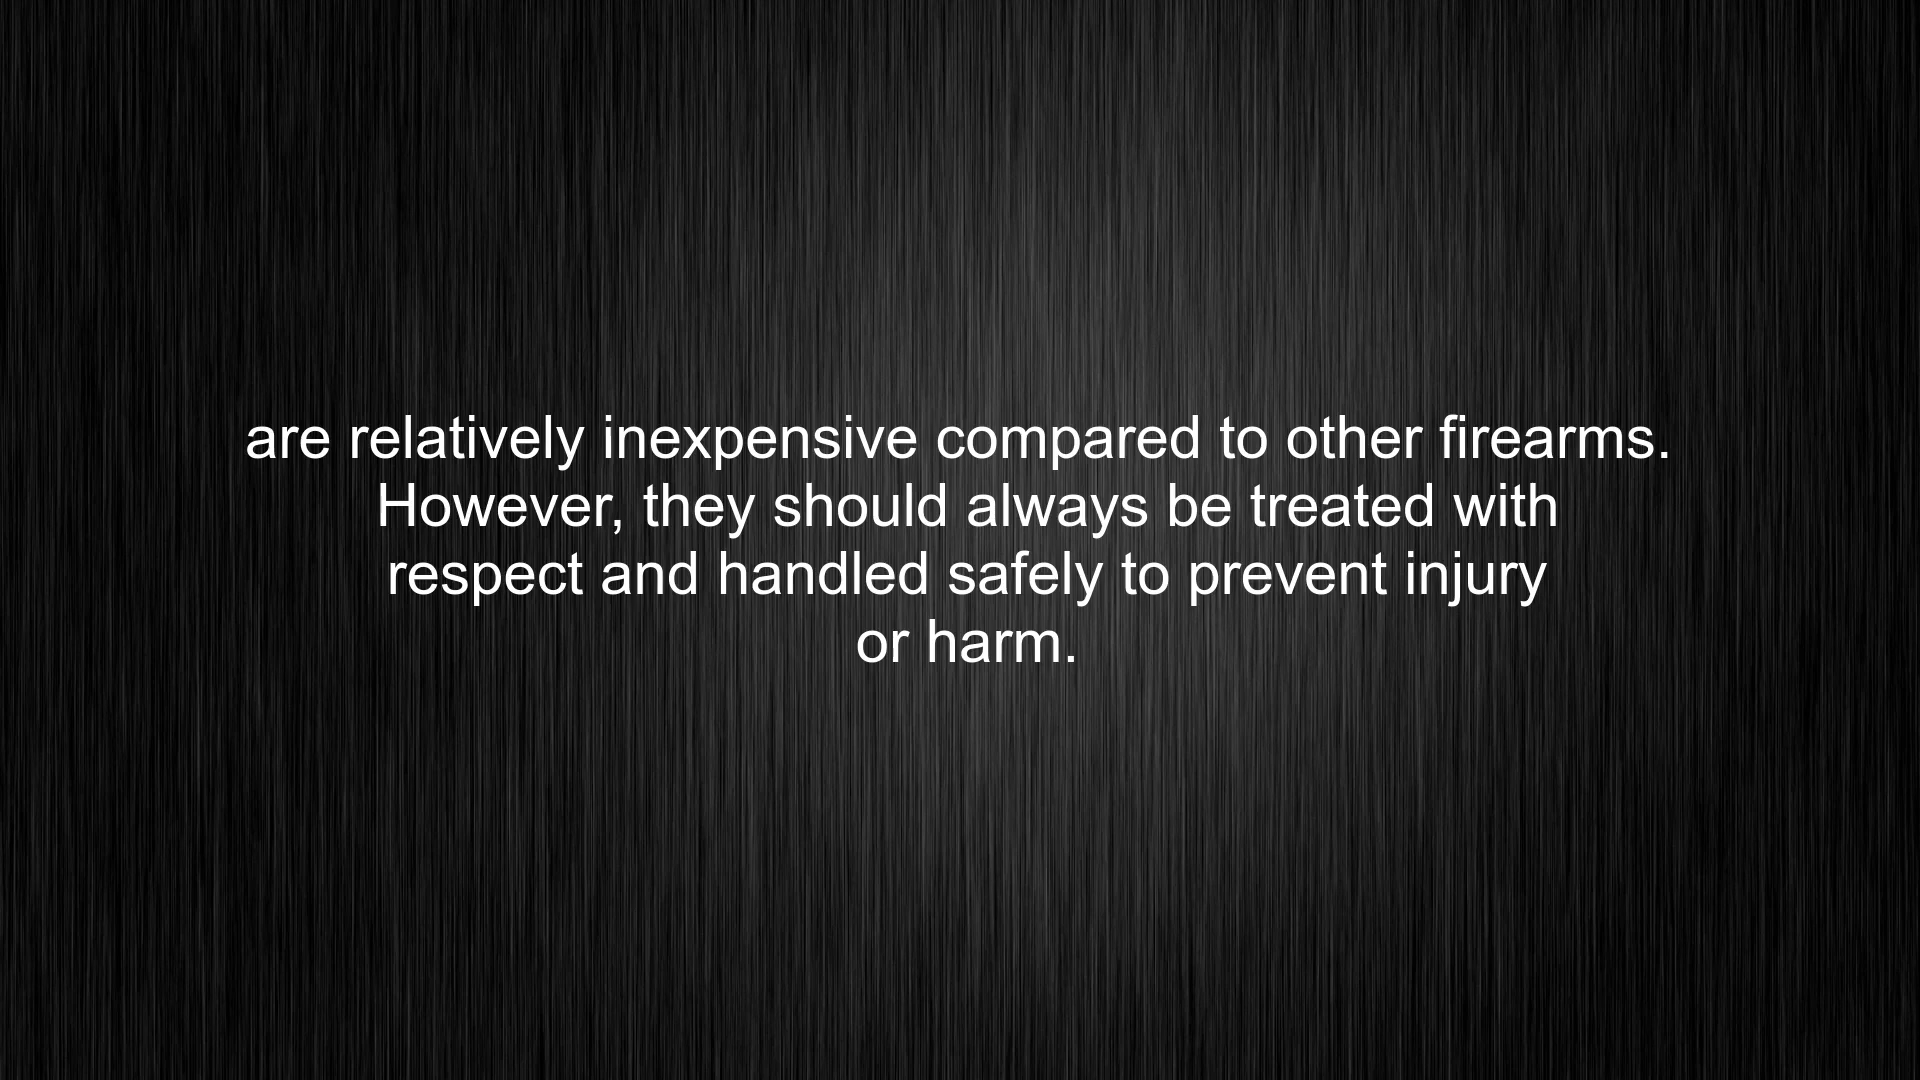 are relatively inexpensive compared to other firearms.
However, they should always be treated with
respect and handled safely to prevent injury
or harm.